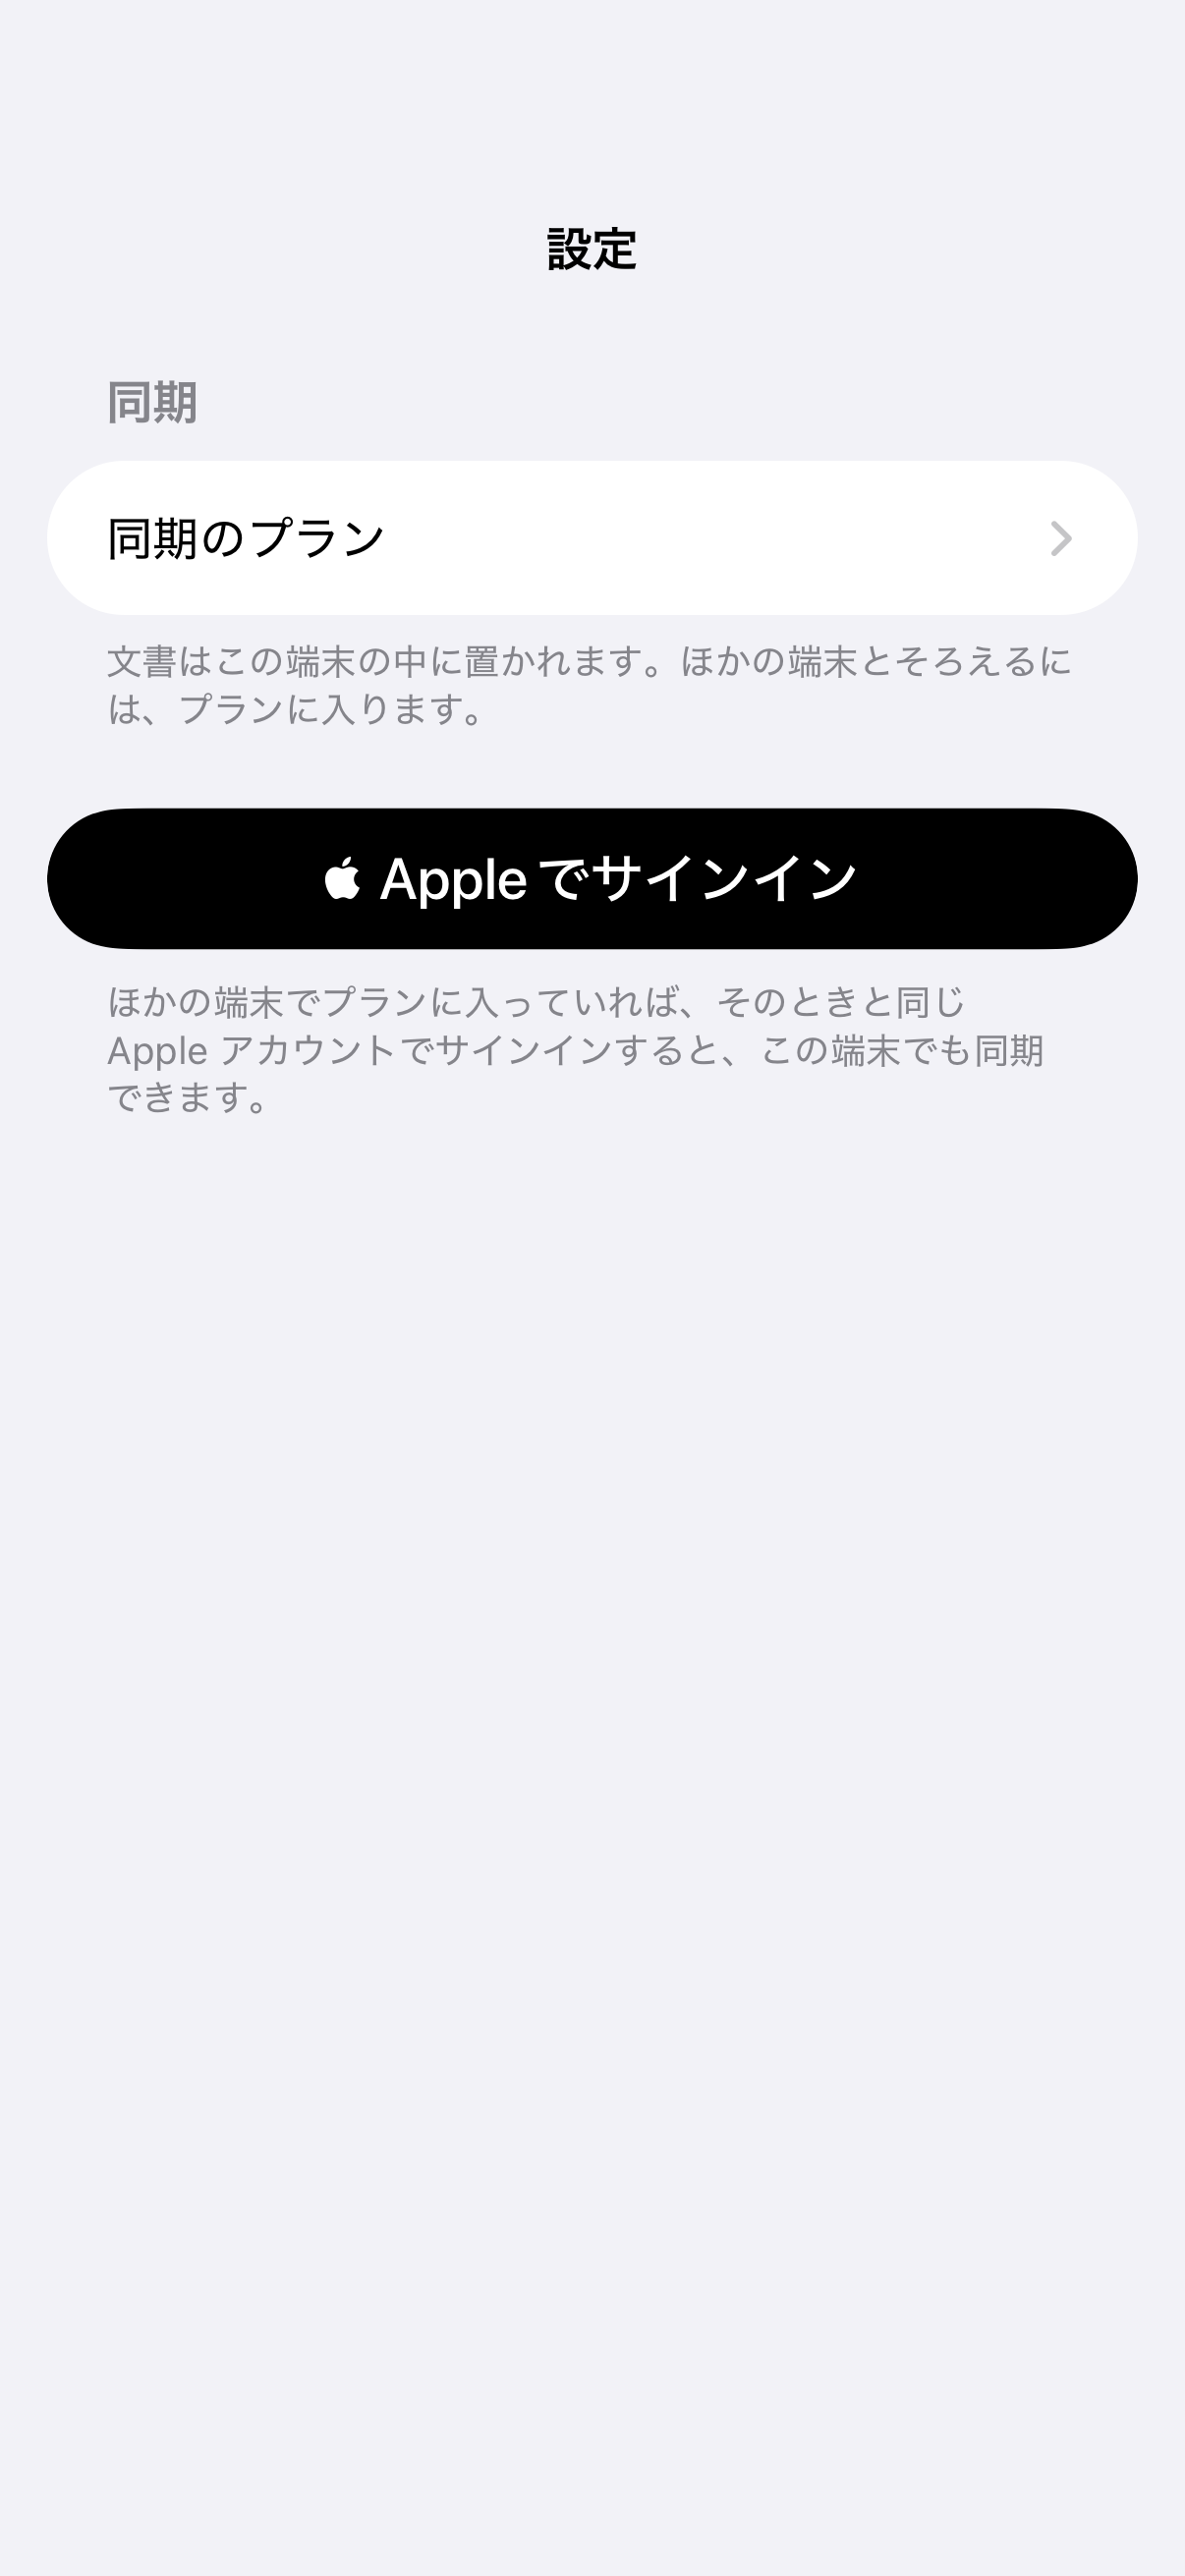 設定
同期
同期のプラン
文書はこの端末の中に置かれます。ほかの端末とそろえるに
は、プランに入ります。
Appleでサインイン
ほかの端末でプランに入っていれば、そのときと同じ
Apple アカウントでサインインすると、この端末でも同期
できます。